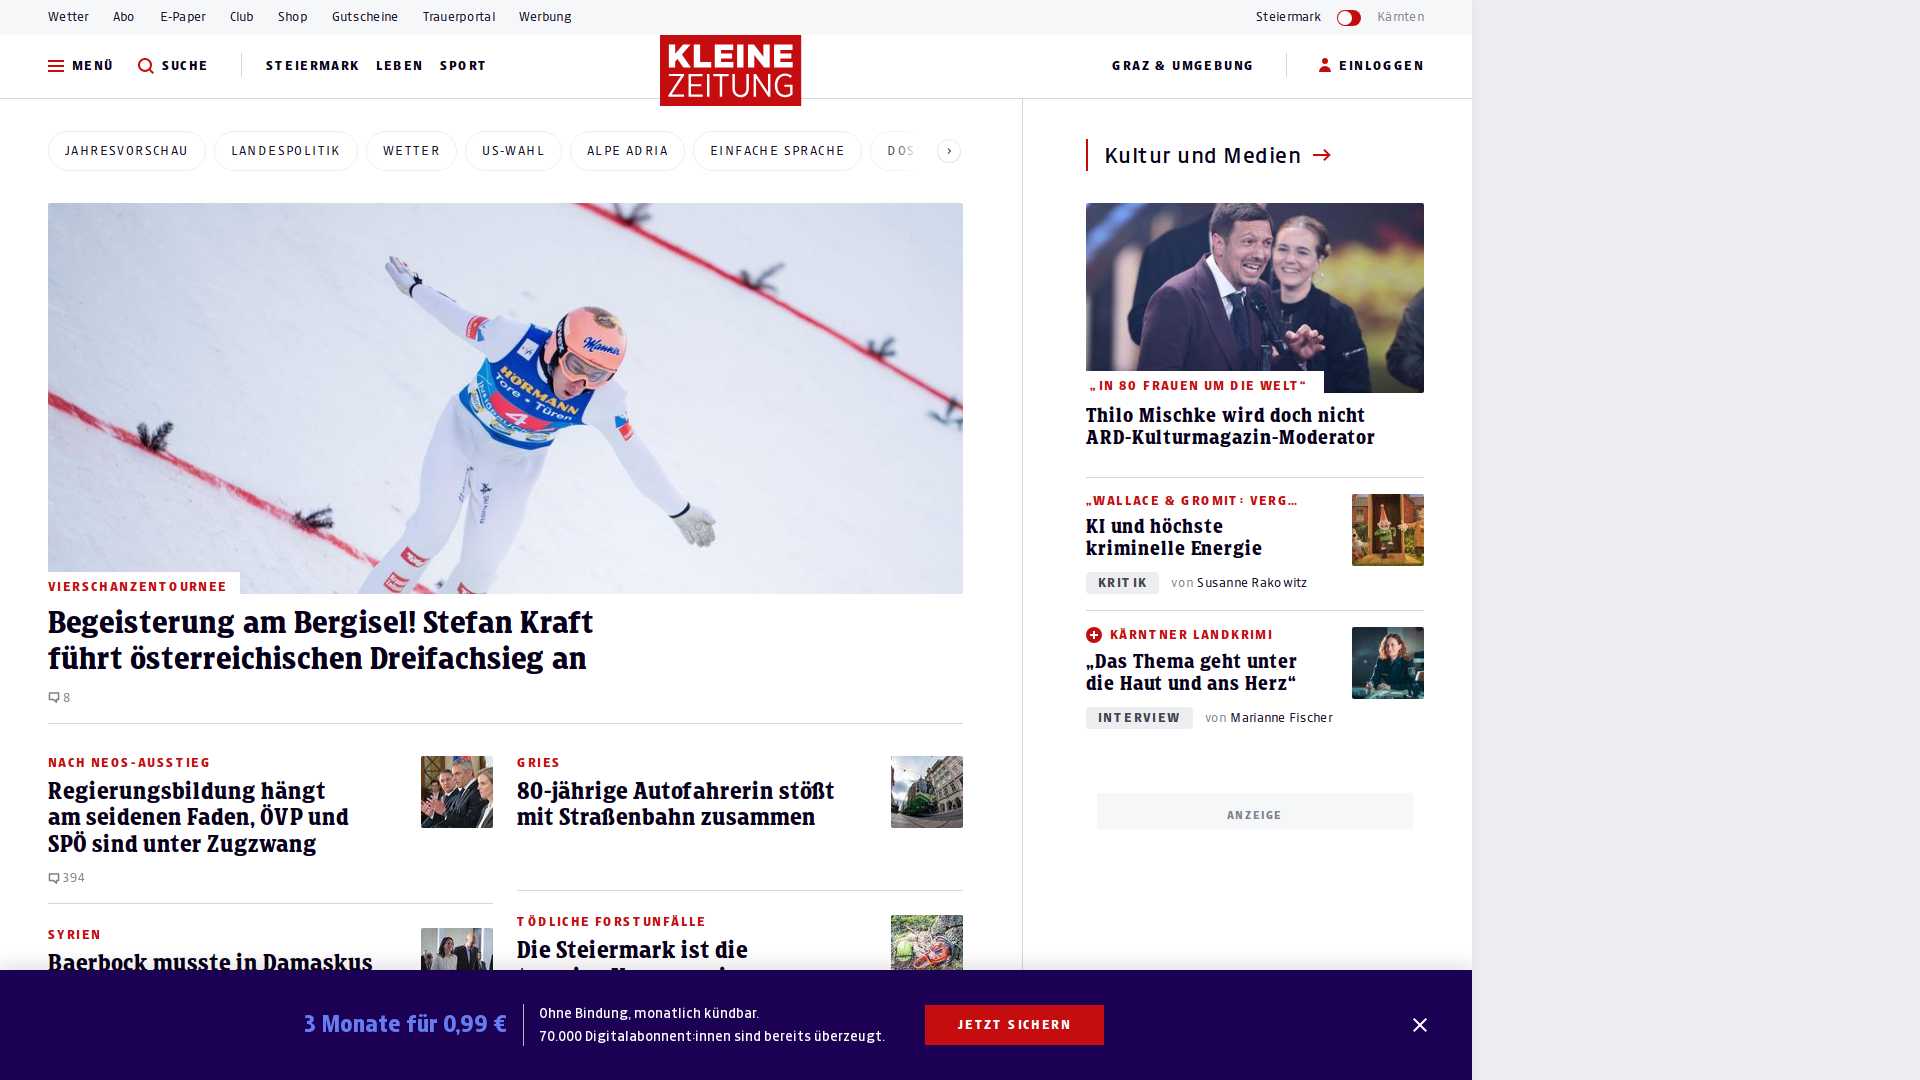 Wetter Abo E-Paper Club Shop Gutscheine Trauerportal Werbung Steiermark Kärnten
MENÜ SUCHE STEIERMARK LEBEN SPORT
KLEINE
ZEITUNG
GRAZ & UMGEBUNG EINLOGGEN
JAHRESVORSCHAU LANDESPOLITIK WETTER US-WAHL ALPE ADRIA EINFACHE SPRACHE DOS
HÖRMANN
Tore • Türen
4
Manner
VIERSCHANZENTOURNEE
Begeisterung am Bergisel! Stefan Kraft
führt österreichischen Dreifachsieg an
8
NACH NEOS-AUSSTIEG
Regierungsbildung hängt
am seidenen Faden, ÖVP und
SPÖ sind unter Zugzwang
394
SYRIEN
Baerbock musste in Damaskus
GRIES
80-jährige Autofahrerin stößt
mit Straßenbahn zusammen
TÖDLICHE FORSTUNFÄLLE
Die Steiermark ist die
Kultur und Medien
„IN 80 FRAUEN UM DIE WELT“
Thilo Mischke wird doch nicht
ARD-Kulturmagazin-Moderator
„WALLACE & GROMIT: VERG…
KI und höchste
kriminelle Energie
KRITIK von Susanne Rakowitz
KÄRNTNER LANDKRIMI
„Das Thema geht unter
die Haut und ans Herz“
INTERVIEW von Marianne Fischer
ANZEIGE
3 Monate für 0,99 €
Ohne Bindung, monatlich kündbar.
70.000 Digitalabonnent:innen sind bereits überzeugt.
JETZT SICHERN